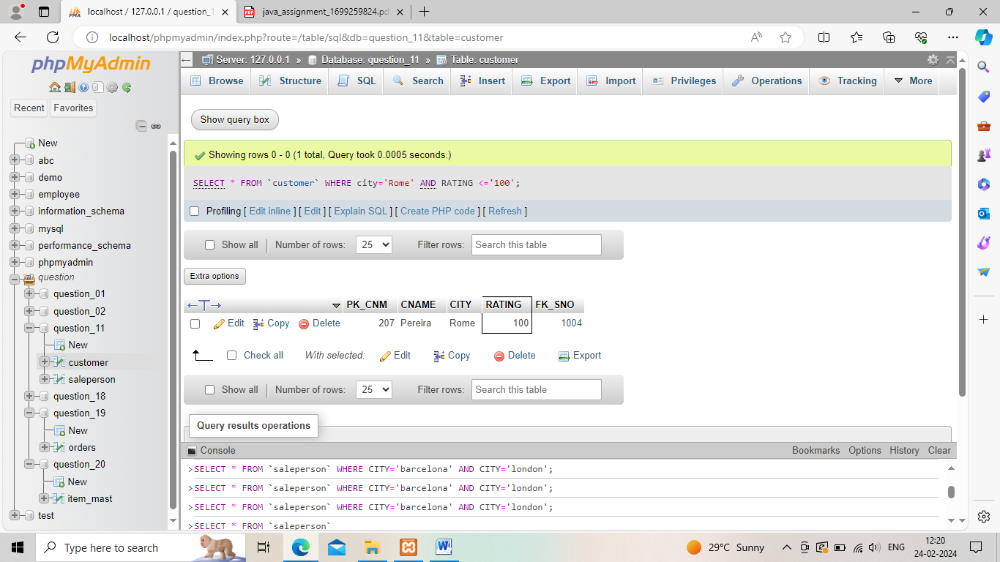 localhost / 127.0.0.1 / question_1
java_assignment_1699259824.pd
localhost/phpmyadmin/index.php?route=/table/sql&db=question_11&table=customer
phpMyAdmin
Recent
Favorites
New
abc
demo
employee
information_schema
mysql
performance_schema
phpmyadmin
question
question_01
question_02
question_11
New
customer
saleperson
question_18
question_19
New
orders
question_20
New
item_mast
test
Server: 127.0.0.1 » Database: question_11 » Table: customer
Browse Structure SQL Search Insert Export Import Privileges Operations Tracking More
Show query box
Showing rows 0 - 0 (1 total, Query took 0.0005 seconds.)
SELECT * FROM `customer` WHERE city='Rome' AND RATING <='100';
Profiling [ Edit inline ] [ Edit ] [ Explain SQL ] [ Create PHP code ] [ Refresh ]
Show all Number of rows: 25 Filter rows: Search this table
Extra options
PK_CNM CNAME CITY RATING FK_SNO
Edit Copy Delete 207 Pereira Rome 100 1004
Check all With selected: Edit Copy Delete Export
Show all Number of rows: 25 Filter rows: Search this table
Query results operations
Console Bookmarks Options History Clear
>SELECT * FROM `saleperson` WHERE CITY='barcelona' AND CITY='london';
>SELECT * FROM `saleperson` WHERE CITY='barcelona' AND CITY='london';
>SELECT * FROM `saleperson` WHERE CITY='barcelona' AND CITY='london';
>SELECT * FROM `saleperson`
Type here to search
29°C Sunny
ENG
12:20
24-02-2024